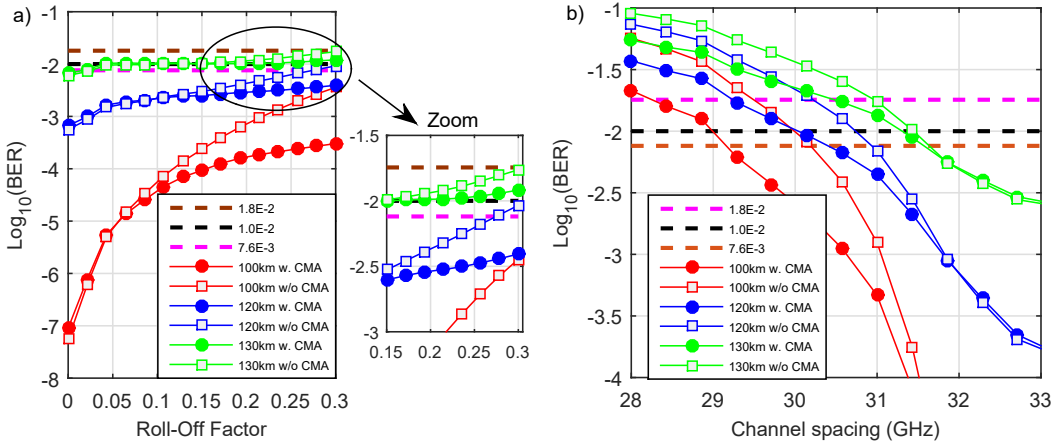 a)
-1
-2
-3
-4
-5
-6
-7
-8
Log10(BER)
0
0.05
0.1
0.15
0.2
0.25
0.3
Roll-Off Factor
1.8E-2
1.0E-2
7.6E-3
100km w. CMA
100km w/o CMA
120km w. CMA
120km w/o CMA
130km w. CMA
130km w/o CMA
Zoom
-1.5
-2
-2.5
-3
0.15
0.2
0.25
0.3
b)
-1
-1.5
-2
-2.5
-3
-3.5
-4
Log10(BER)
28
29
30
31
32
33
Channel spacing (GHz)
1.8E-2
1.0E-2
7.6E-3
100km w. CMA
100km w/o CMA
120km w. CMA
120km w/o CMA
130km w. CMA
130km w/o CMA